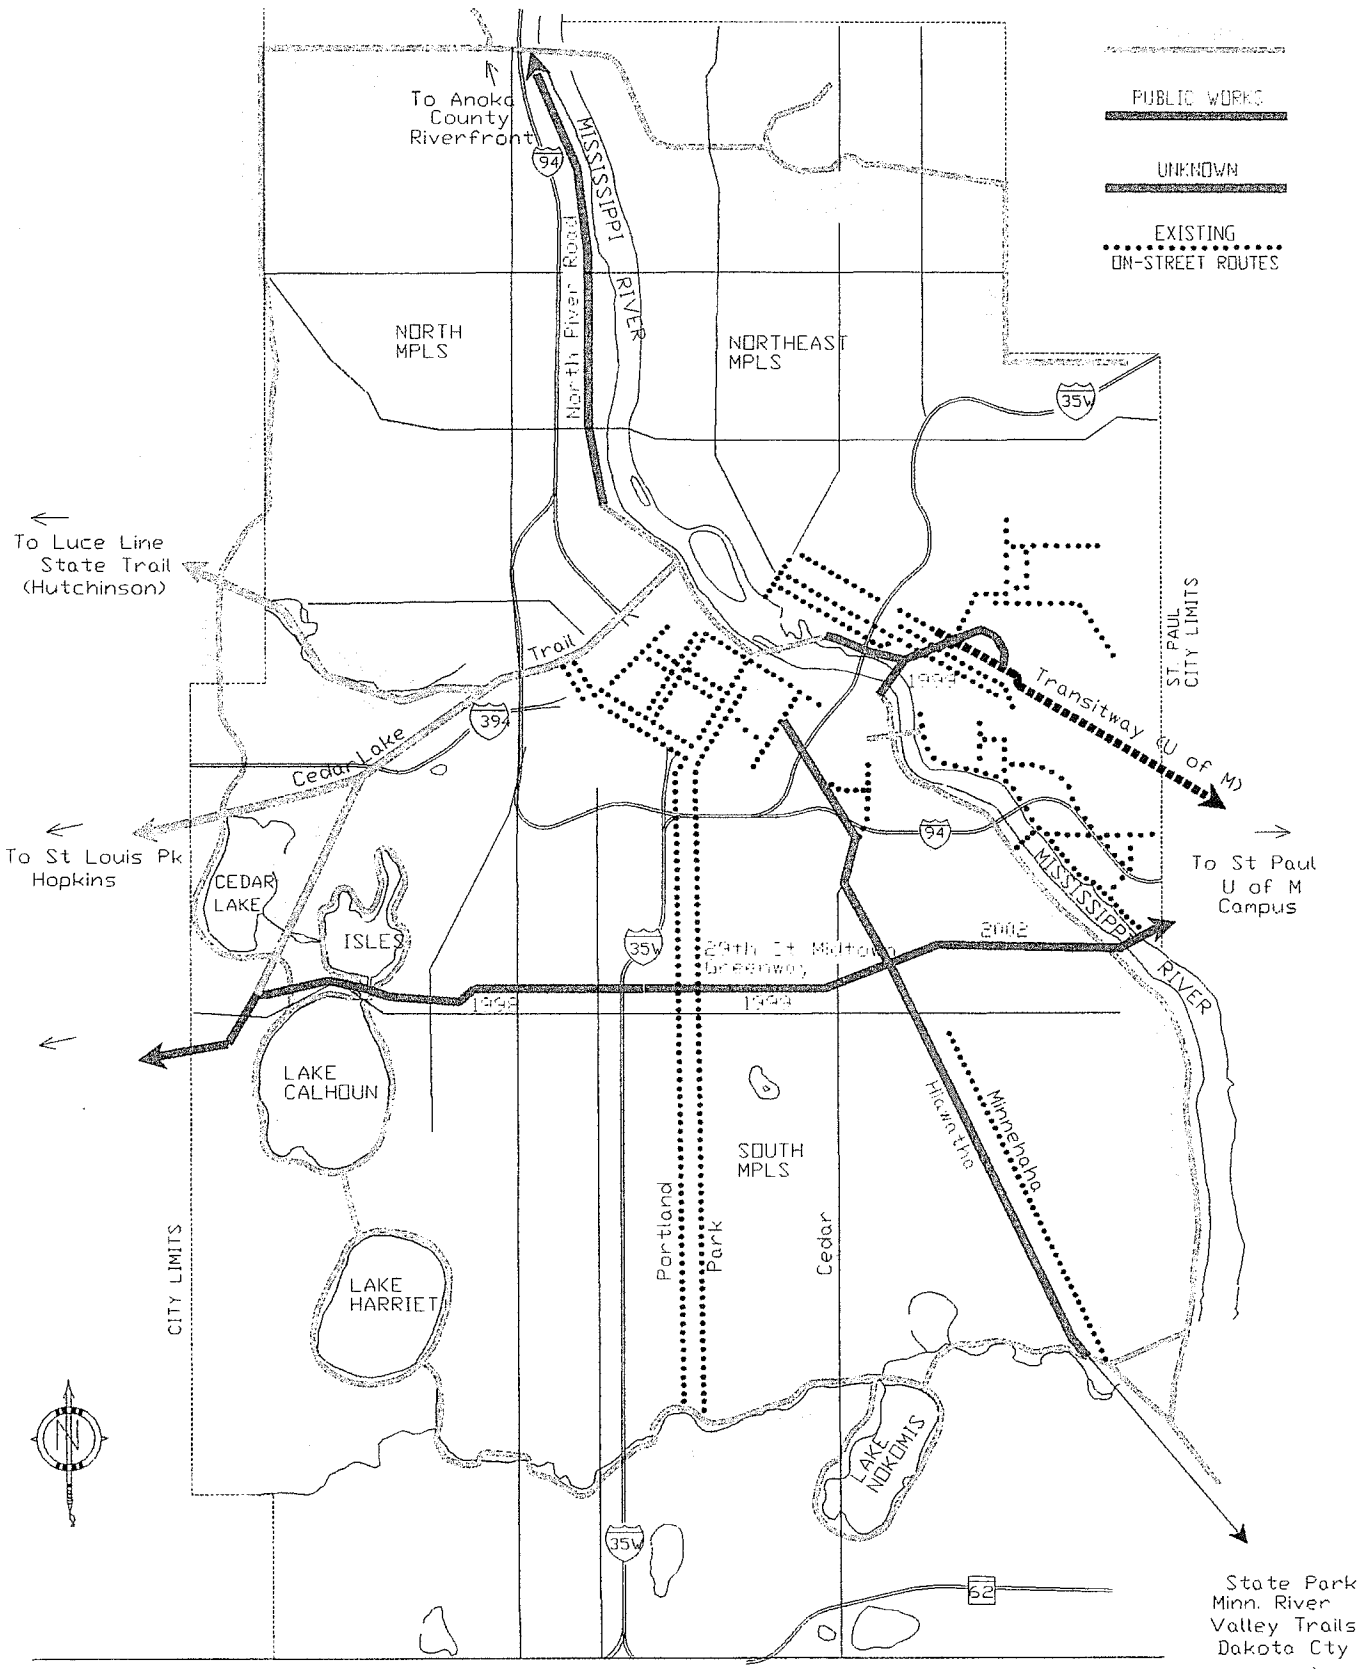 PUBLIC WORKS
UNKNOWN
EXISTING
ON-STREET ROUTES
To Anoka
County
Riverfront
94
MISSISSIPPI
RIVER
North River Road
NORTH
MPLS
NORTHEAST
MPLS
35W
To Luce Line
State Trail
(Hutchinson)
ST. PAUL
CITY LIMITS
Trail
1999
Transitway (U of M)
394
Cedar Lake
To St Louis Pk
Hopkins
94
To St Paul
U of M
Campus
CEDAR
LAKE
ISLES
MISSISSIPPI
RIVER
35W
29th St Midtown
Greenway
2002
1998
1999
LAKE
CALHOUN
Hiawatha
Minnehaha
SOUTH
MPLS
Portland
Park
Cedar
CITY LIMITS
LAKE
HARRIET
N
LAKE
NOKOMIS
35W
62
State Park
Minn. River
Valley Trails
Dakota Cty